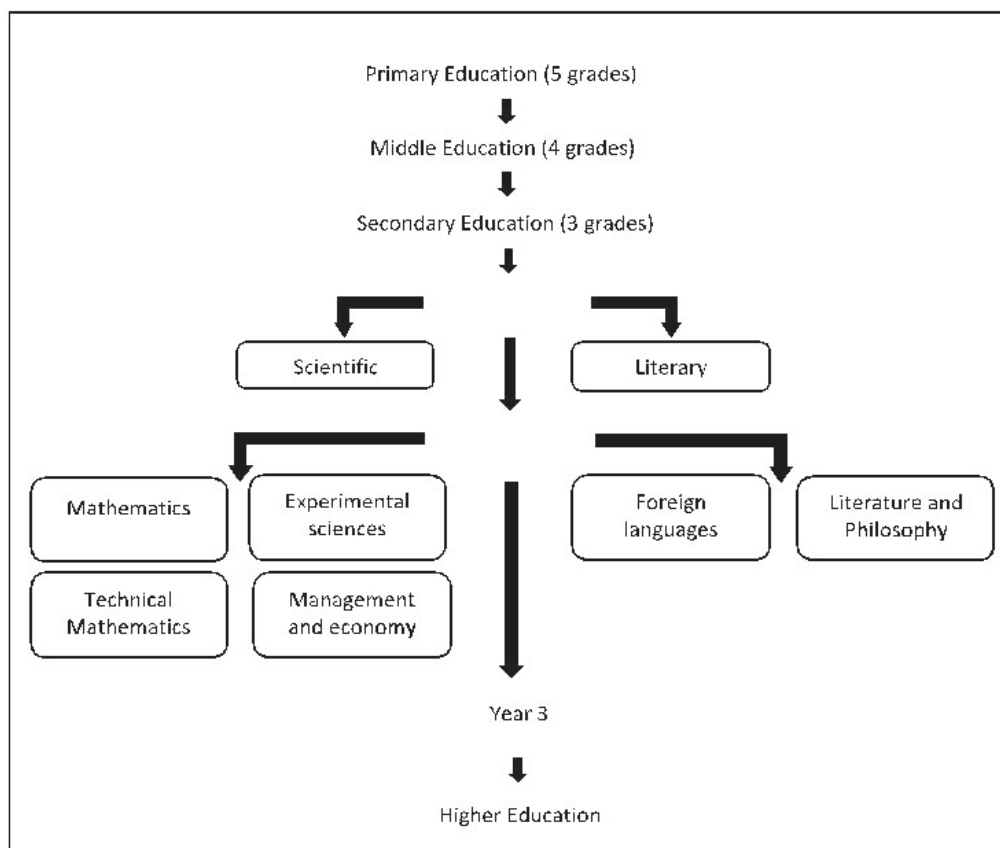 Primary Education (5 grades)
Middle Education (4 grades)
Secondary Education (3 grades)
Scientific
Literary
Mathematics
Experimental
sciences
Foreign
languages
Literature and
Philosophy
Technical
Mathematics
Management
and economy
Year 3
Higher Education